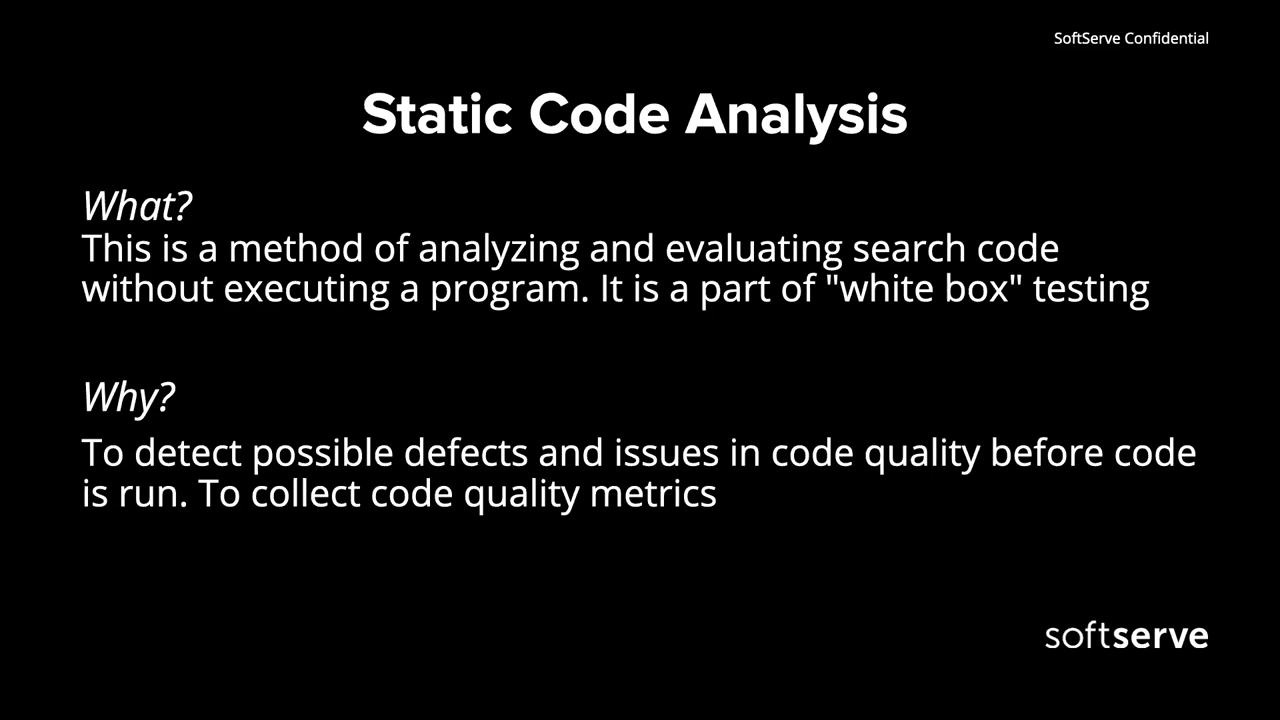 SoftServe Confidential
Static Code Analysis
What?
This is a method of analyzing and evaluating search code
without executing a program. It is a part of "white box" testing
Why?
To detect possible defects and issues in code quality before code
is run. To collect code quality metrics
softserve